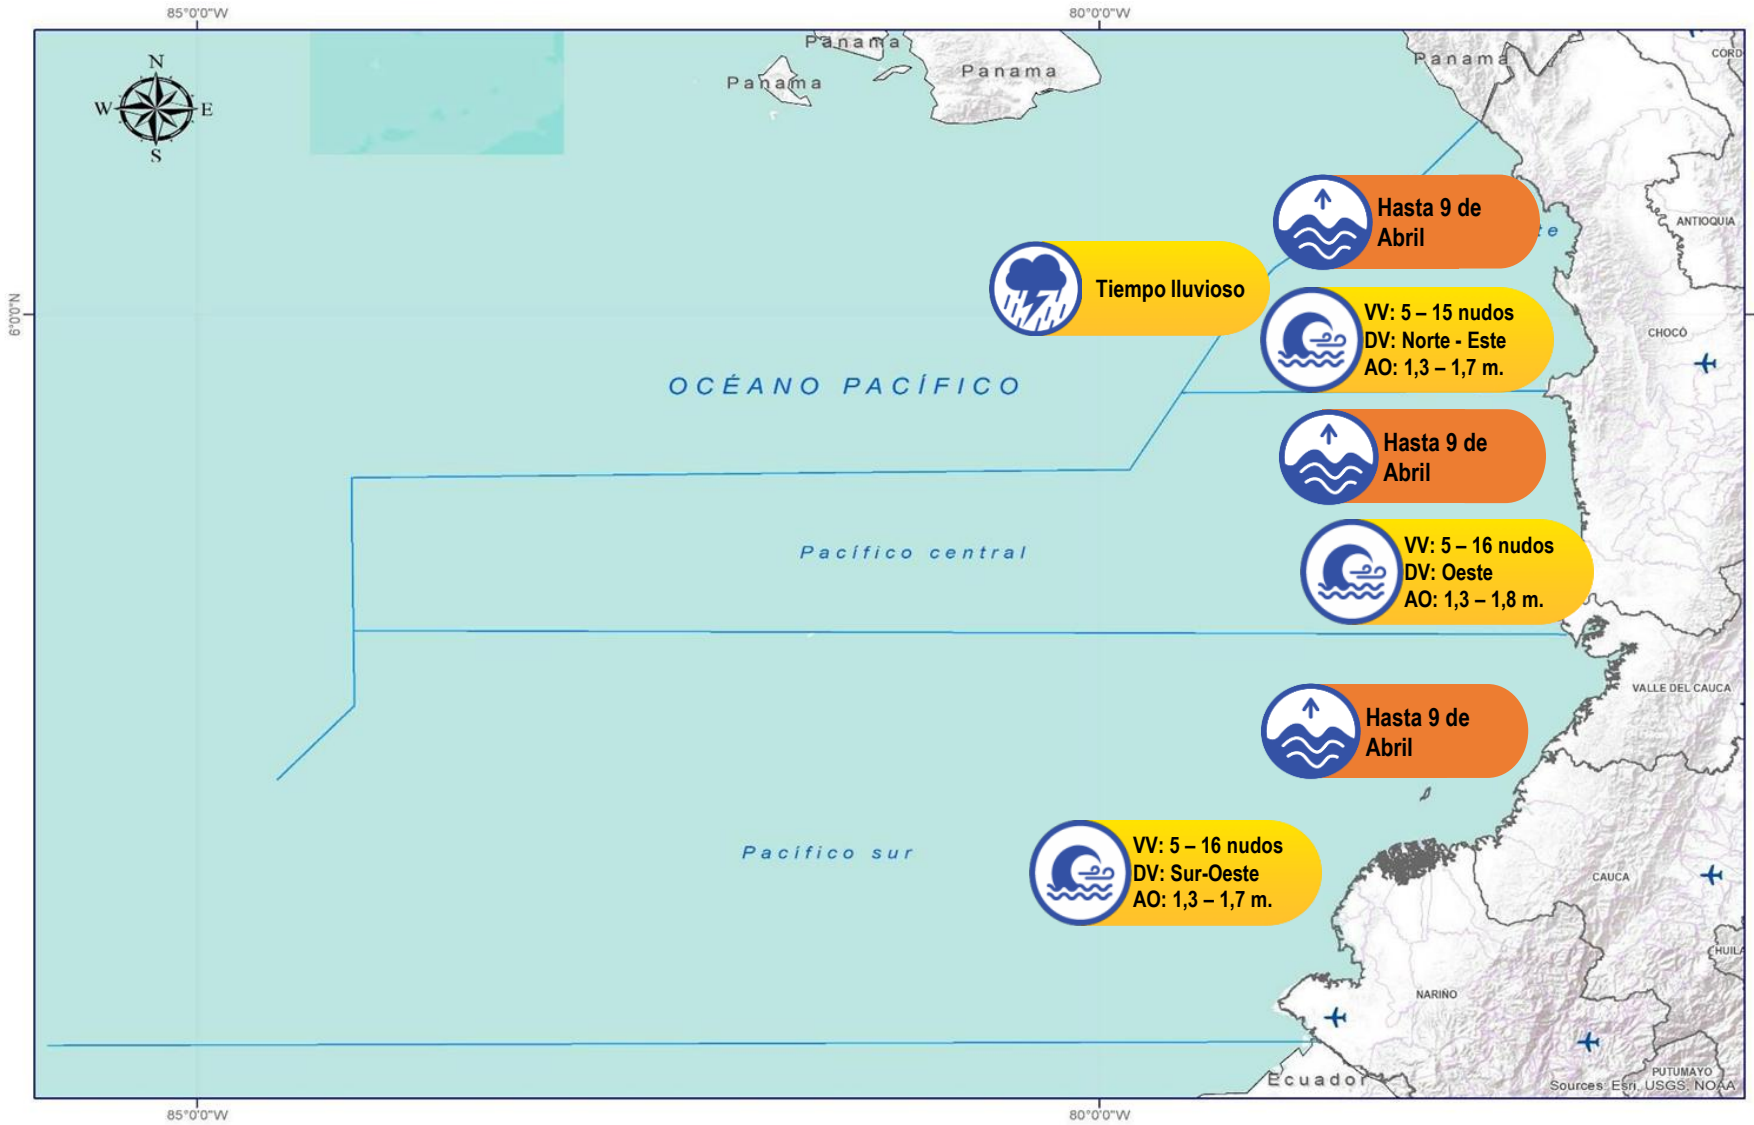 85°0'0"W
80°0'0"W
N
W
E
S
Panama
Panama
Panama
Panama
CORD
ANTIOQUIA
Hasta 9 de
Abril
te
Tiempo lluvioso
6°0'0"N
VV: 5 – 15 nudos
DV: Norte - Este
AO: 1,3 – 1,7 m.
CHOCÓ
OCÉANO PACÍFICO
Hasta 9 de
Abril
Pacífico central
VV: 5 – 16 nudos
DV: Oeste
AO: 1,3 – 1,8 m.
VALLE DEL CAUCA
Hasta 9 de
Abril
Pacífico sur
VV: 5 – 16 nudos
DV: Sur-Oeste
AO: 1,3 – 1,7 m.
CAUCA
HUILA
NARIÑO
PUTUMAYO
Ecuador
Sources: Esri, USGS, NOAA
85°0'0"W
80°0'0"W